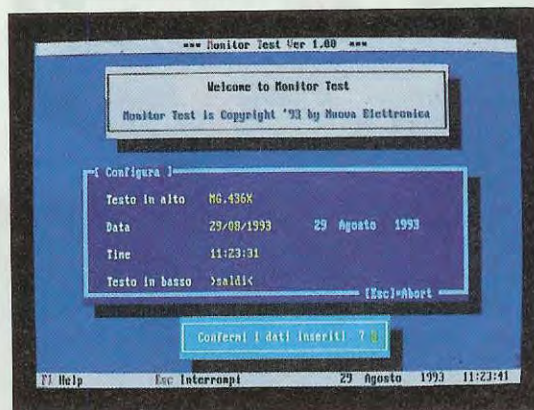 *** Monitor Test Ver 1.00 ***
Welcome to Monitor Test
Monitor Test is Copyright '93 by Nuova Elettronica
[ Configura ]
Testo in alto MG.436X
Data 29/08/1993 29 Agosto 1993
Time 11:23:31
Testo in basso >saldi<
[Esc]=Abort
Confermi i dati inseriti ?
F1 Help Esc Interrompi 29 Agosto 1993 11:23:41